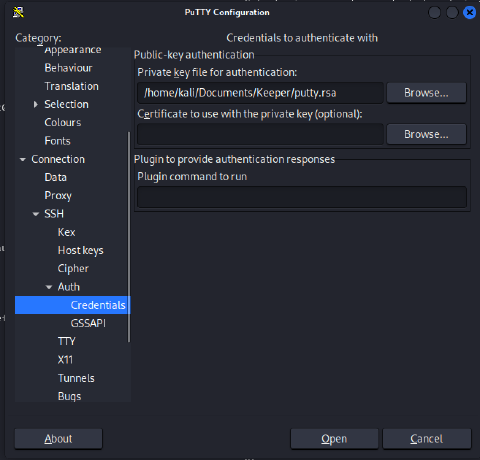 PuTTY Configuration
Category:
Appearance
Behaviour
Translation
Selection
Colours
Fonts
Connection
Data
Proxy
SSH
Kex
Host keys
Cipher
Auth
Credentials
GSSAPI
TTY
X11
Tunnels
Bugs
Credentials to authenticate with
Public-key authentication
Private key file for authentication:
/home/kali/Documents/Keeper/putty.rsa
Browse...
Certificate to use with the private key (optional):
Browse...
Plugin to provide authentication responses
Plugin command to run
About
Open
Cancel